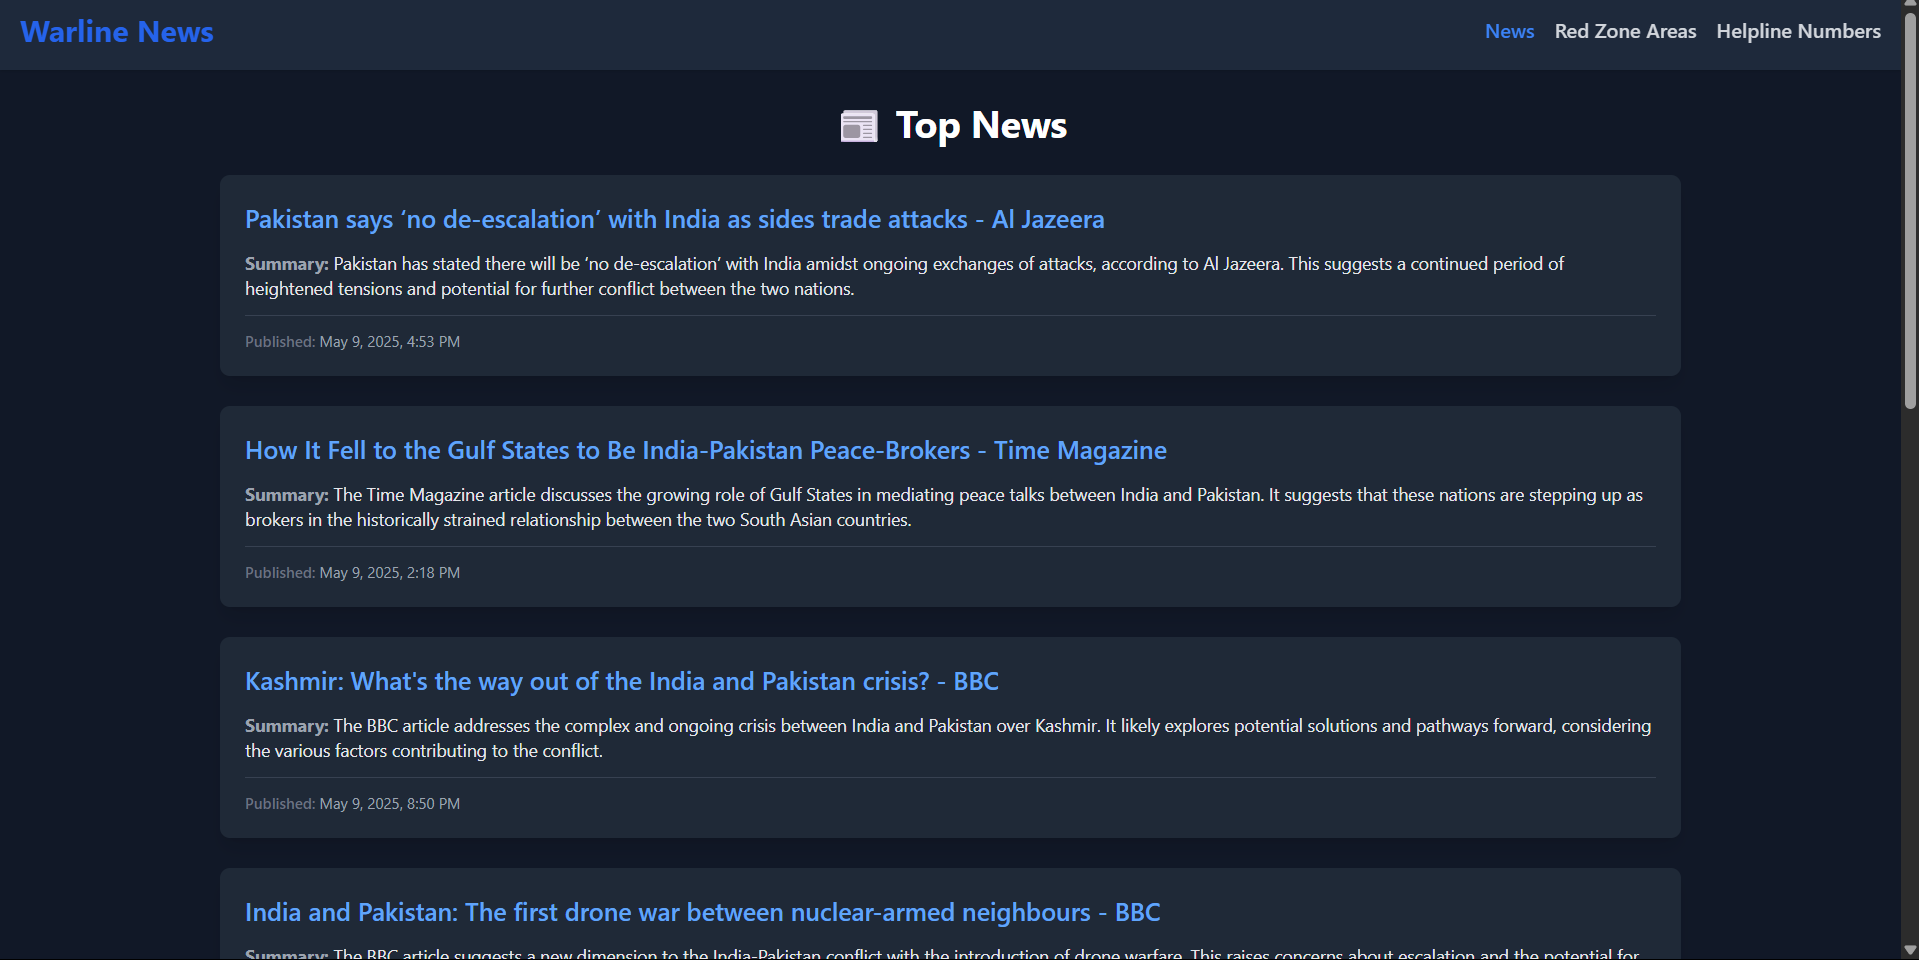 Warline News
News Red Zone Areas Helpline Numbers
Top News
Pakistan says ‘no de-escalation’ with India as sides trade attacks - Al Jazeera
Summary: Pakistan has stated there will be ‘no de-escalation’ with India amidst ongoing exchanges of attacks, according to Al Jazeera. This suggests a continued period of
heightened tensions and potential for further conflict between the two nations.
Published: May 9, 2025, 4:53 PM
How It Fell to the Gulf States to Be India-Pakistan Peace-Brokers - Time Magazine
Summary: The Time Magazine article discusses the growing role of Gulf States in mediating peace talks between India and Pakistan. It suggests that these nations are stepping up as
brokers in the historically strained relationship between the two South Asian countries.
Published: May 9, 2025, 2:18 PM
Kashmir: What's the way out of the India and Pakistan crisis? - BBC
Summary: The BBC article addresses the complex and ongoing crisis between India and Pakistan over Kashmir. It likely explores potential solutions and pathways forward, considering
the various factors contributing to the conflict.
Published: May 9, 2025, 8:50 PM
India and Pakistan: The first drone war between nuclear-armed neighbours - BBC
Summary: The BBC article suggests a new dimension to the India-Pakistan conflict with the introduction of drone warfare. This raises concerns about escalation and the potential for